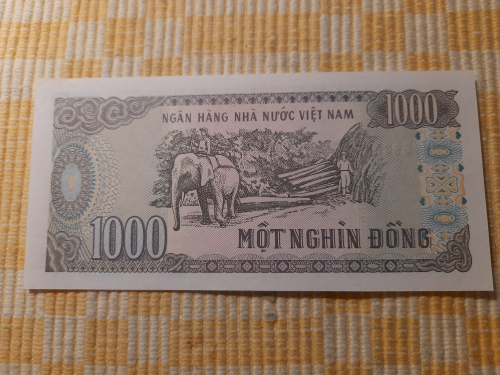 NGÂN HÀNG NHÀ NƯỚC VIỆT NAM
1000
1000
MỘT NGHÌN ĐỒNG